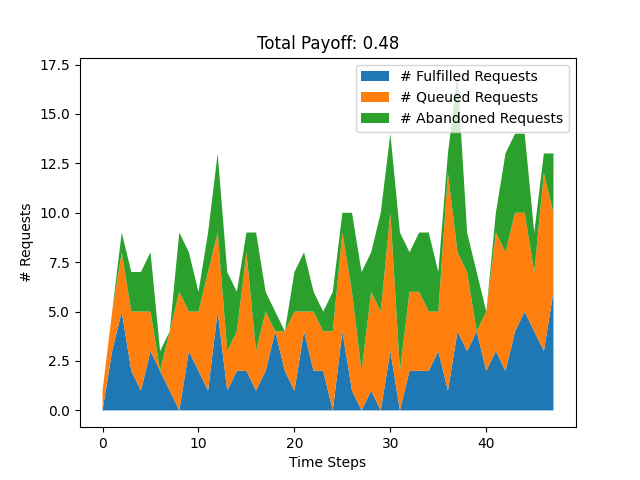 Total Payoff: 0.48
# Fulfilled Requests
# Queued Requests
# Abandoned Requests
17.5
15.0
12.5
10.0
7.5
5.0
2.5
0.0
# Requests
0
10
20
30
40
Time Steps